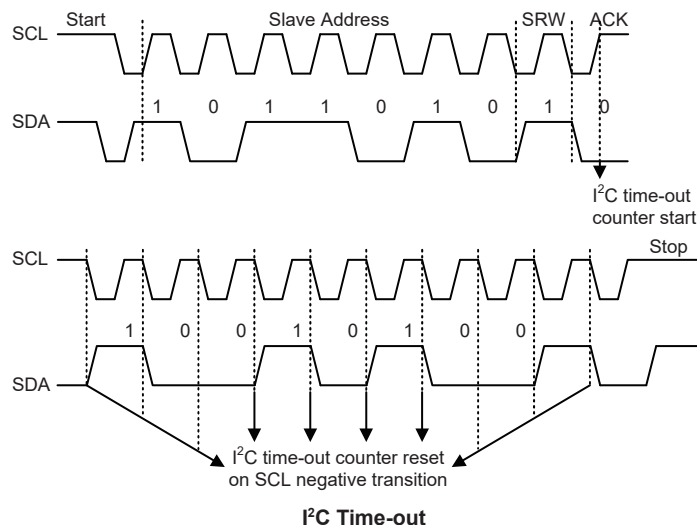 Start Slave Address SRW ACK
SCL
1 0 1 1 0 1 0 1 0
SDA
I²C time-out
counter start
Stop
SCL
1 0 0 1 0 1 0 0
SDA
I²C time-out counter reset
on SCL negative transition
I²C Time-out